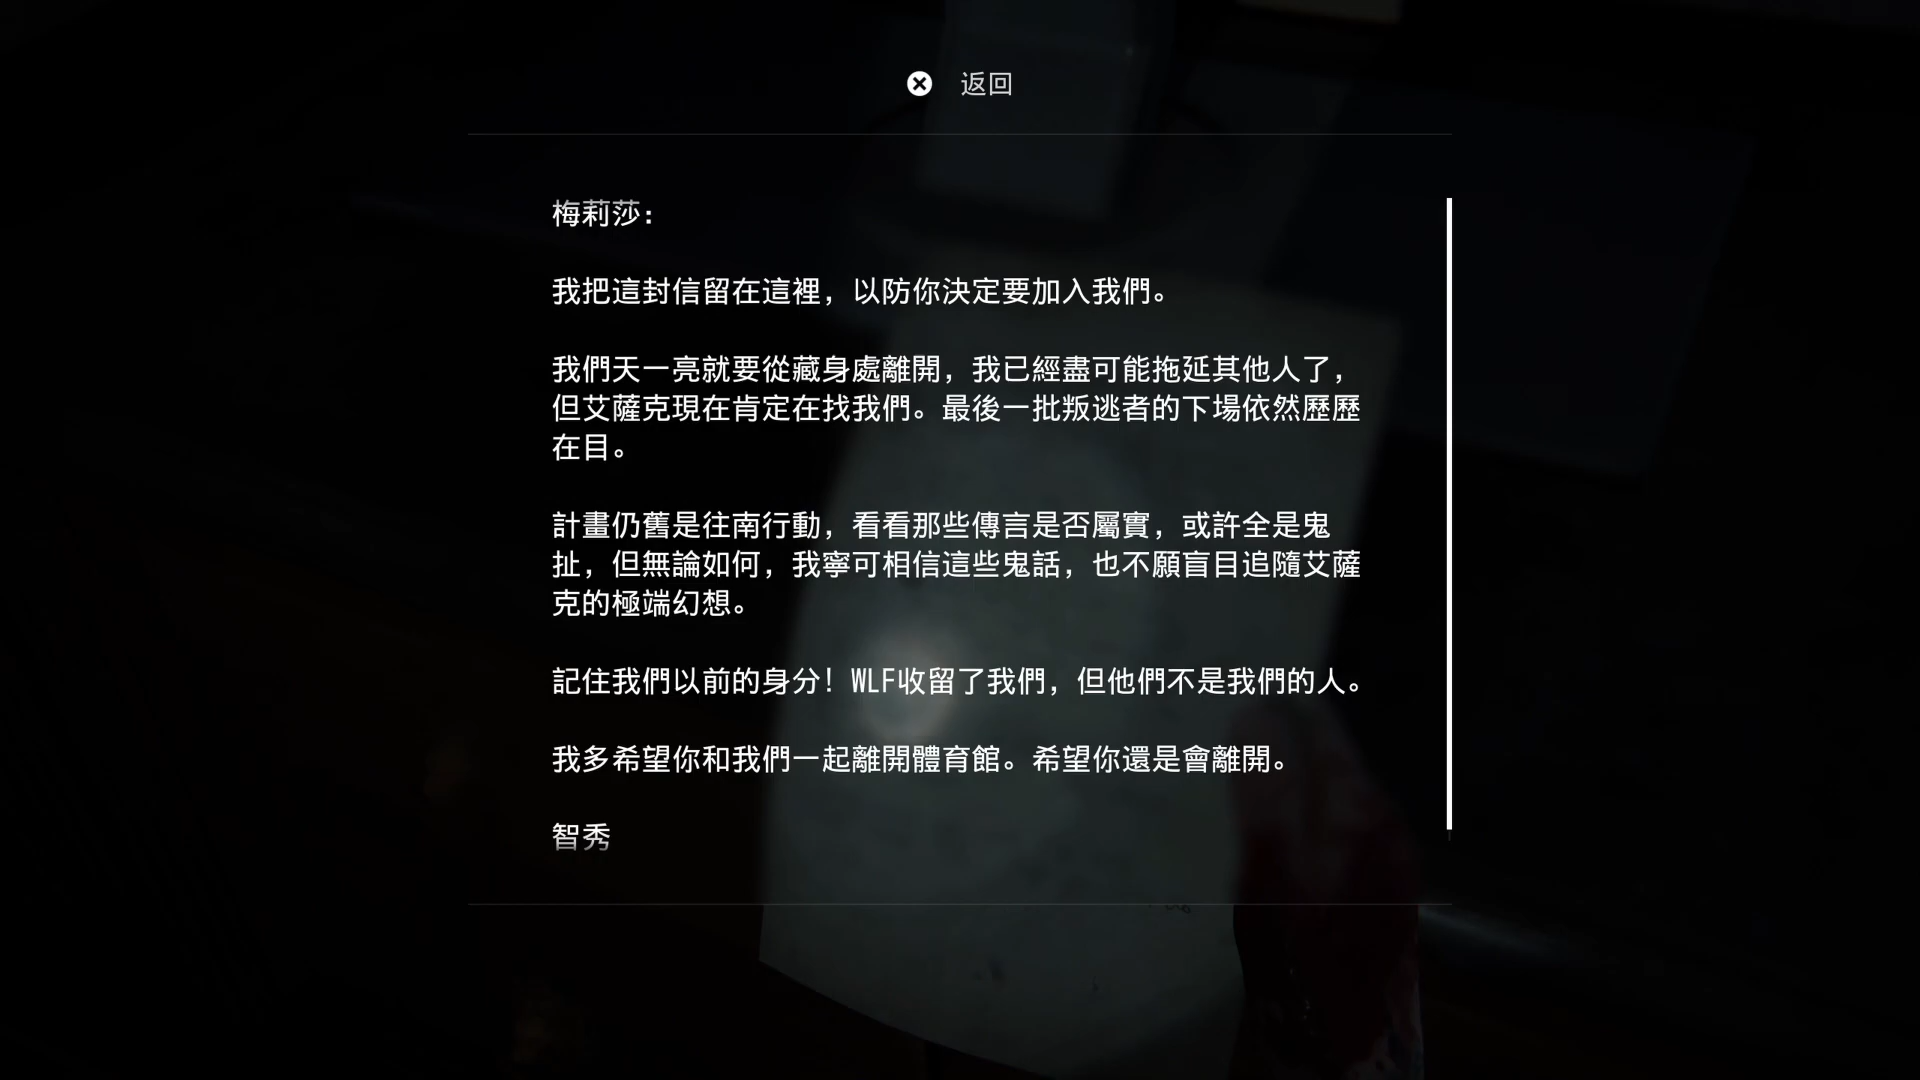 返回
梅莉莎：
我把這封信留在這裡，以防你決定要加入我們。
我們天一亮就要從藏身處離開，我已經盡可能拖延其他人了，
但艾薩克現在肯定在找我們。最後一批叛逃者的下場依然歷歷
在目。
計畫仍舊是往南行動，看看那些傳言是否屬實，或許全是鬼
扯，但無論如何，我寧可相信這些鬼話，也不願盲目追隨艾薩
克的極端幻想。
記住我們以前的身分！WLF收留了我們，但他們不是我們的人。
我多希望你和我們一起離開體育館。希望你還是會離開。
智秀